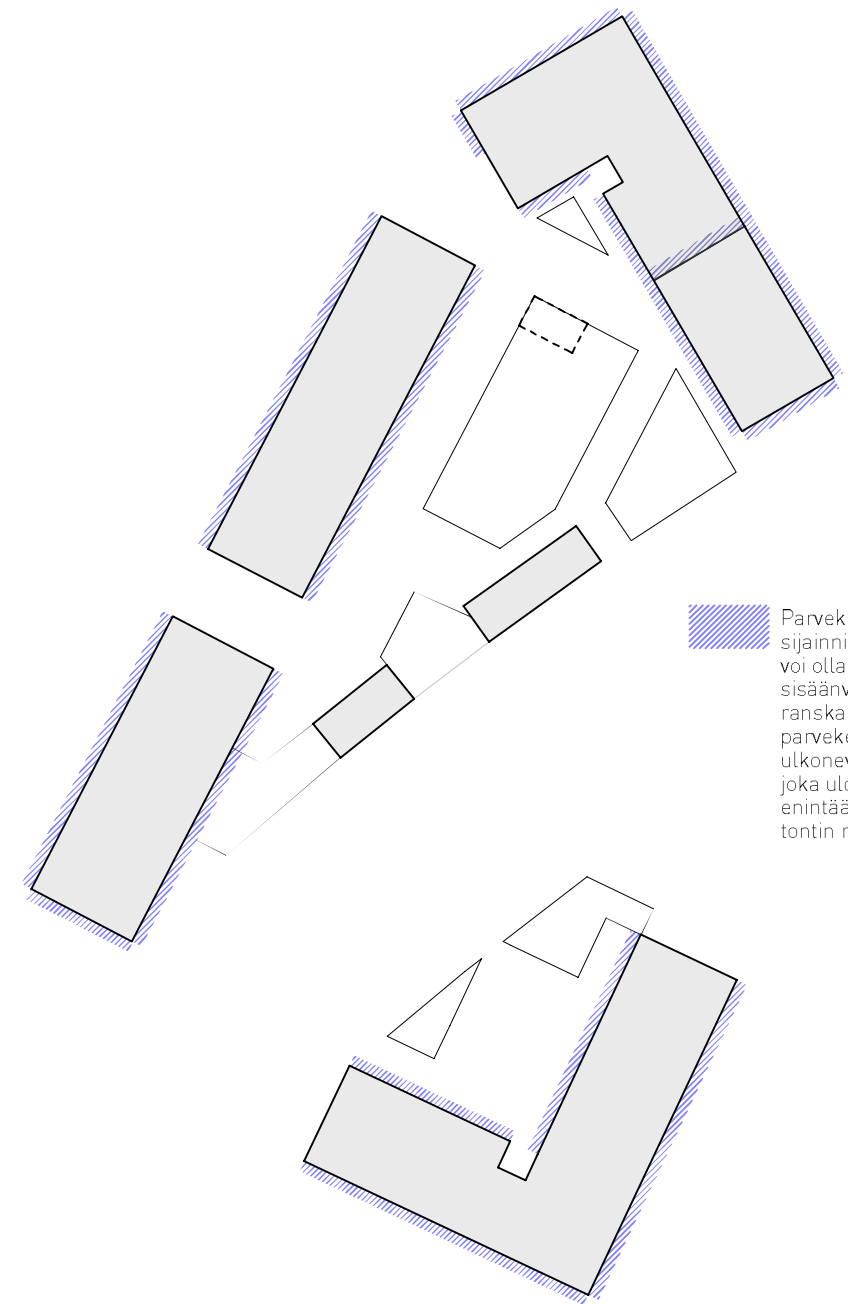 Parvek
sijainni
voi olla
sisäänv
ranska
parveke
ulkonev
joka ulo
enintää
tontin r